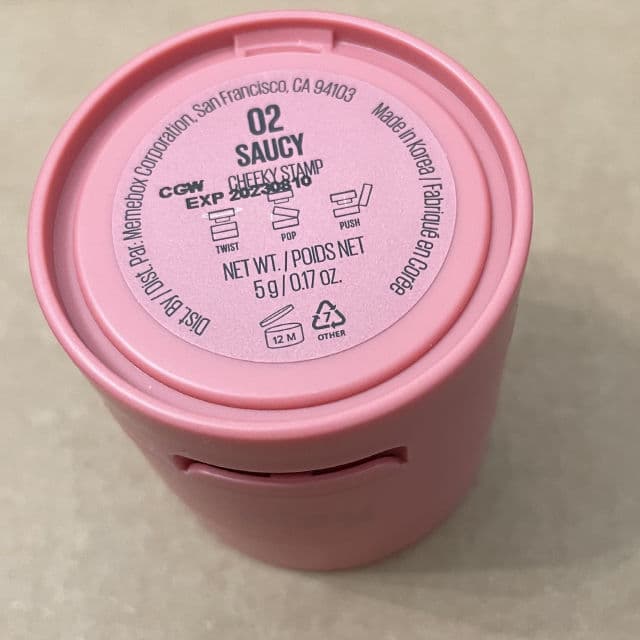 Dist. By / Dist. Par: Memebox Corporation, San Francisco, CA 94103
Made in Korea / Fabriqué en Corée
02
SAUCY
CHEEKY STAMP
CGW
EXP 20230810
TWIST
POP
PUSH
NET WT. / POIDS NET
5 g / 0.17 oz.
12 M
7
OTHER